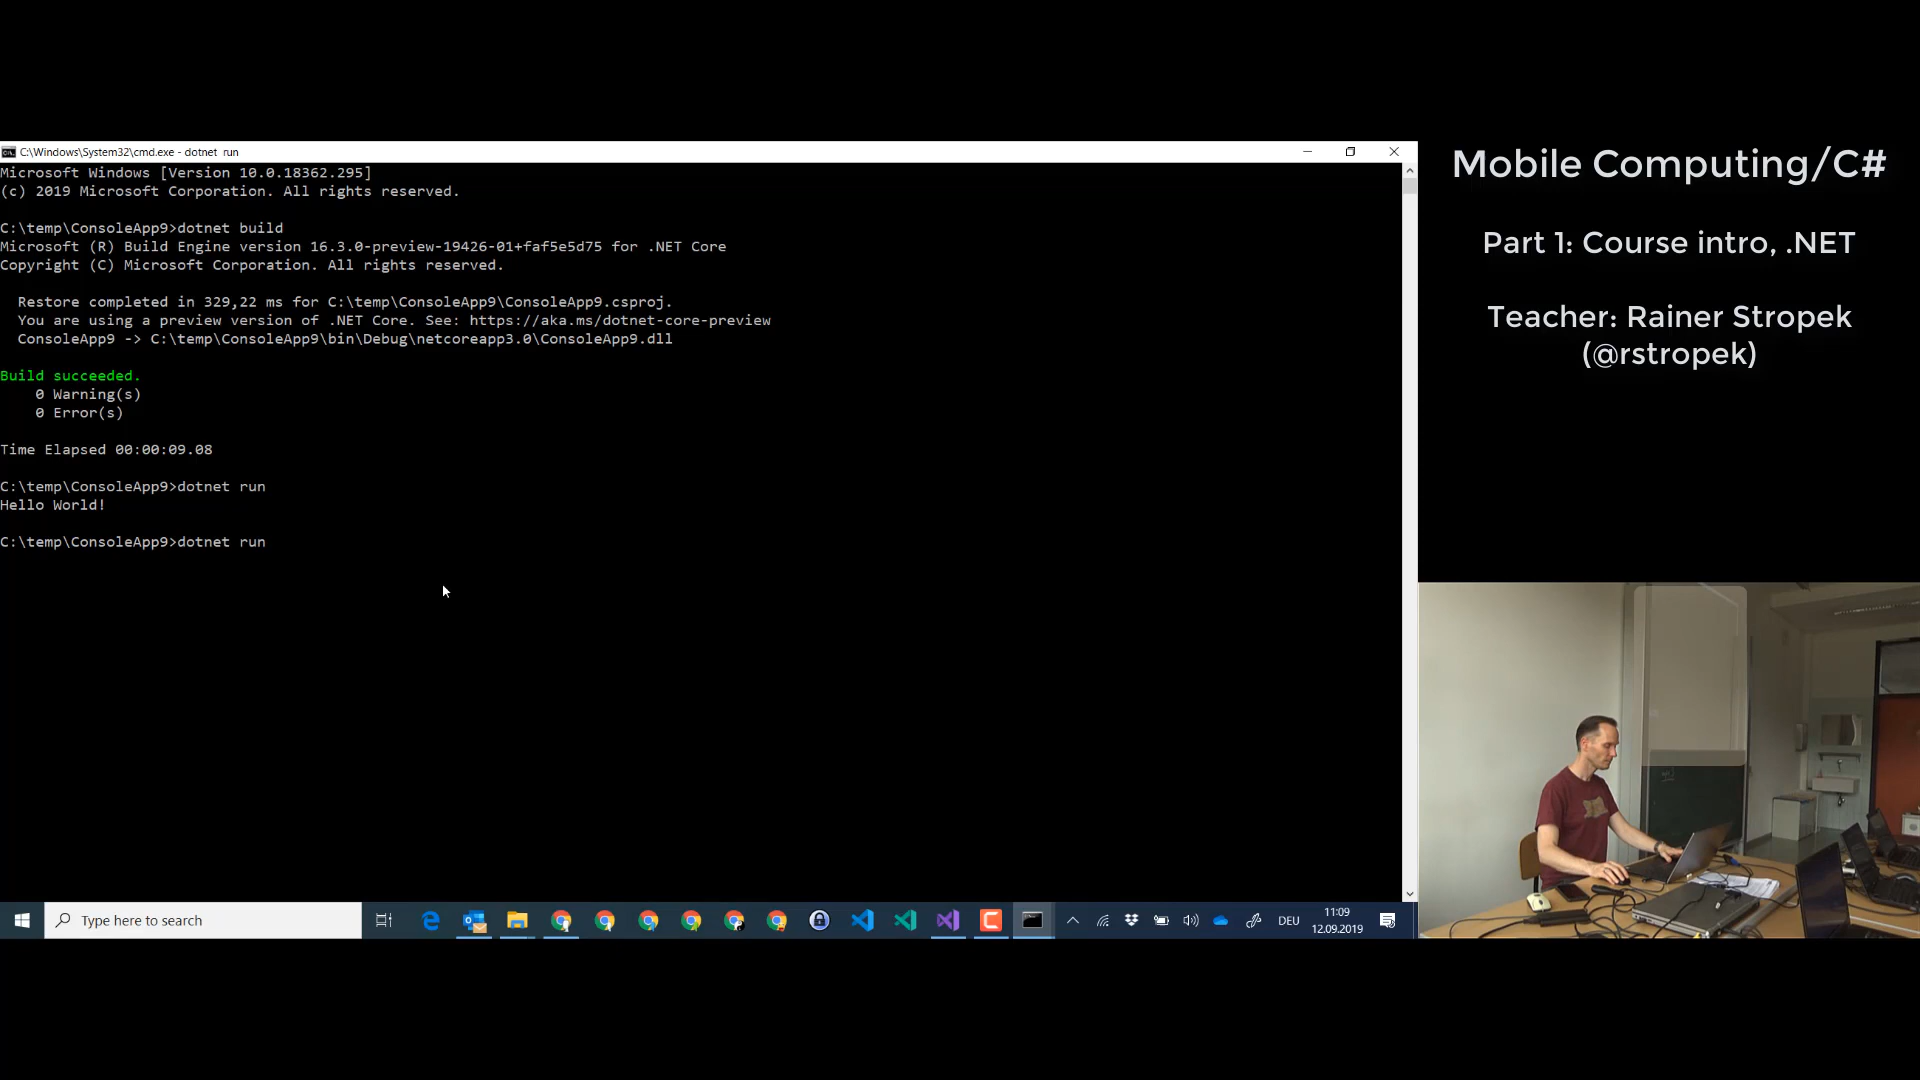 C:\Windows\System32\cmd.exe - dotnet  run
Microsoft Windows [Version 10.0.18362.295]
(c) 2019 Microsoft Corporation. All rights reserved.
C:\temp\ConsoleApp9>dotnet build
Microsoft (R) Build Engine version 16.3.0-preview-19426-01+faf5e5d75 for .NET Core
Copyright (C) Microsoft Corporation. All rights reserved.
Restore completed in 329,22 ms for C:\temp\ConsoleApp9\ConsoleApp9.csproj.
You are using a preview version of .NET Core. See: https://aka.ms/dotnet-core-preview
ConsoleApp9 -> C:\temp\ConsoleApp9\bin\Debug\netcoreapp3.0\ConsoleApp9.dll
Build succeeded.
0 Warning(s)
0 Error(s)
Time Elapsed 00:00:09.08
C:\temp\ConsoleApp9>dotnet run
Hello World!
C:\temp\ConsoleApp9>dotnet run
Type here to search
DEU
11:09
12.09.2019
Mobile Computing/C#
Part 1: Course intro, .NET
Teacher: Rainer Stropek
(@rstropek)